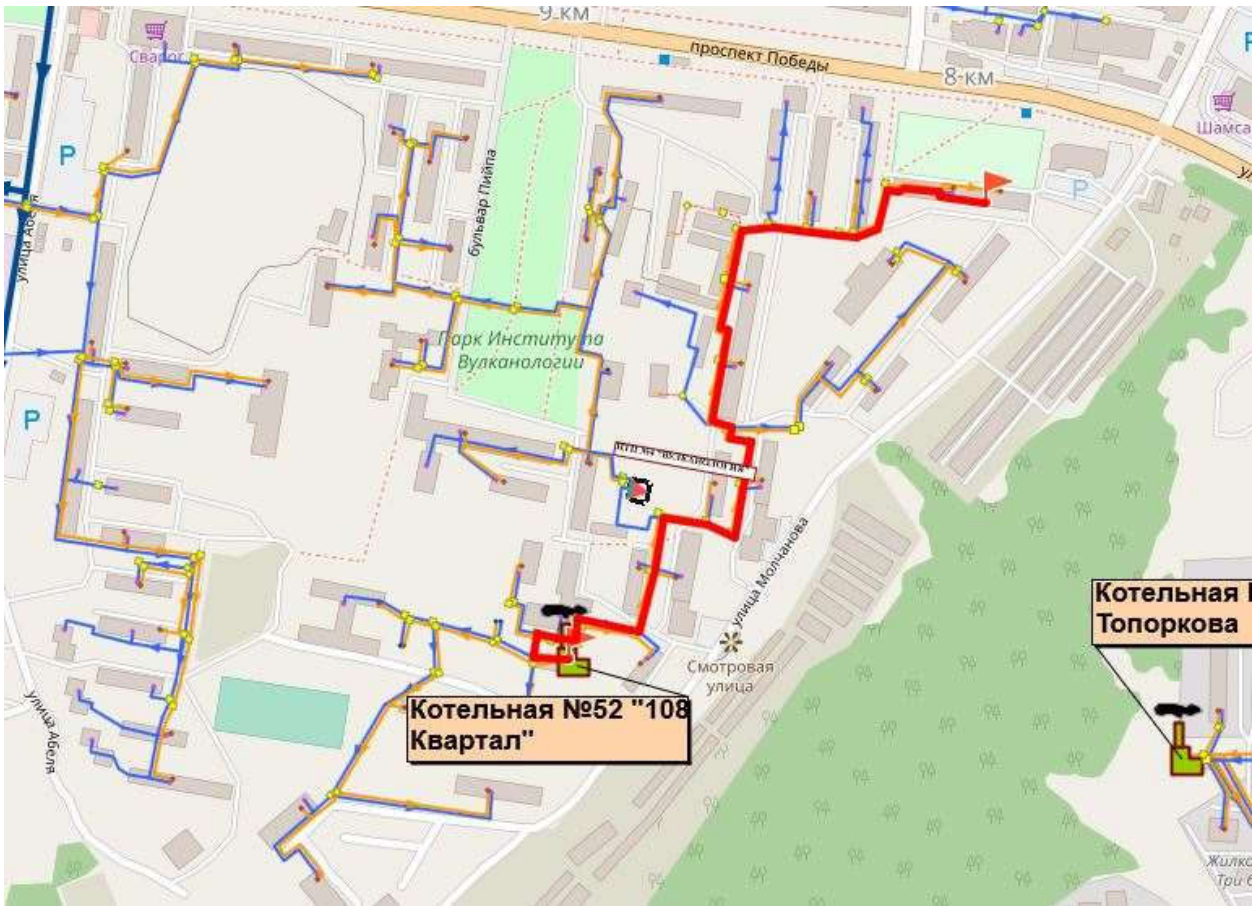 9 км
Сварог
проспект Победы
8 км
P
Шамса
P
P
улица Абеля
бульвар Пийпа
P
Парк Института
Вулканологии
P
улица Молчанова
Котельная
Топоркова
Смотровая
улица
Котельная №52 "108
Квартал"
улица Абеля
Жилко
Три